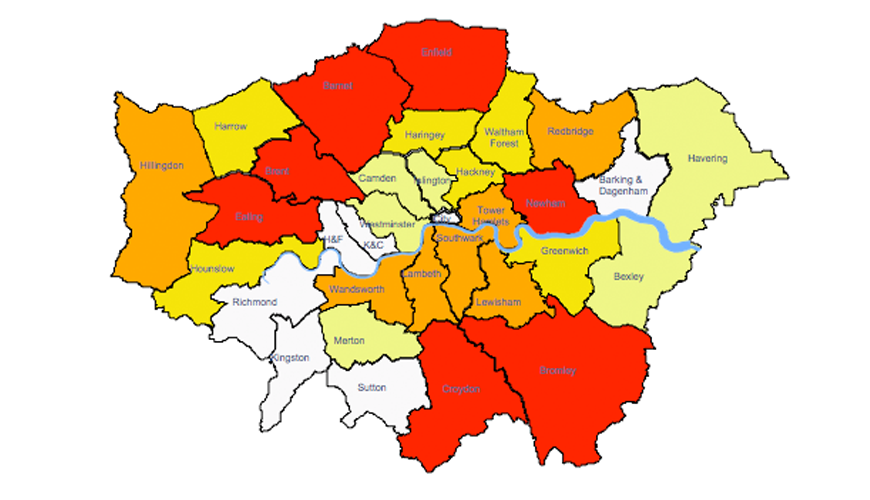 Enfield
Barnet
Harrow
Haringey
Waltham
Forest
Redbridge
Havering
Hillingdon
Brent
Camden
Islington
Hackney
Barking &
Dagenham
Ealing
Westminster
City
Tower
Hamlets
Newham
H&F
K&C
Southwark
Greenwich
Hounslow
Lambeth
Bexley
Richmond
Wandsworth
Lewisham
Merton
Kingston
Sutton
Croydon
Bromley